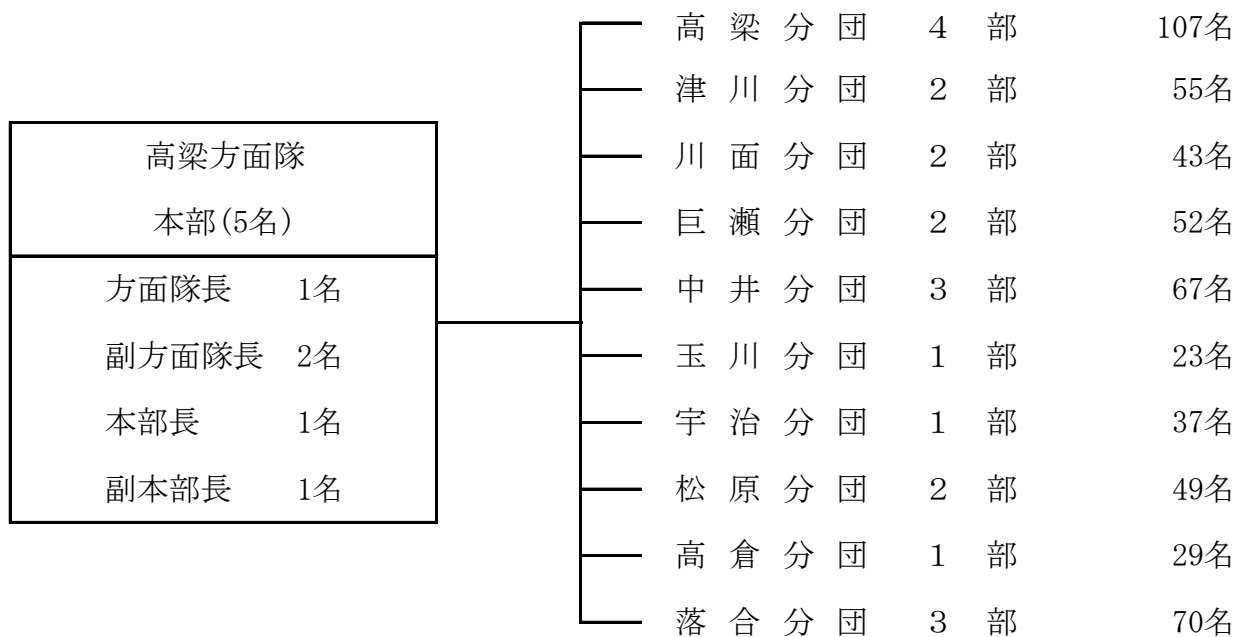 高梁方面隊
本部(5名)
方面隊長 1名
副方面隊長 2名
本部長 1名
副本部長 1名
高梁分団 4 部 107名
津川分団 2 部 55名
川面分団 2 部 43名
巨瀬分団 2 部 52名
中井分団 3 部 67名
玉川分団 1 部 23名
宇治分団 1 部 37名
松原分団 2 部 49名
高倉分団 1 部 29名
落合分団 3 部 70名